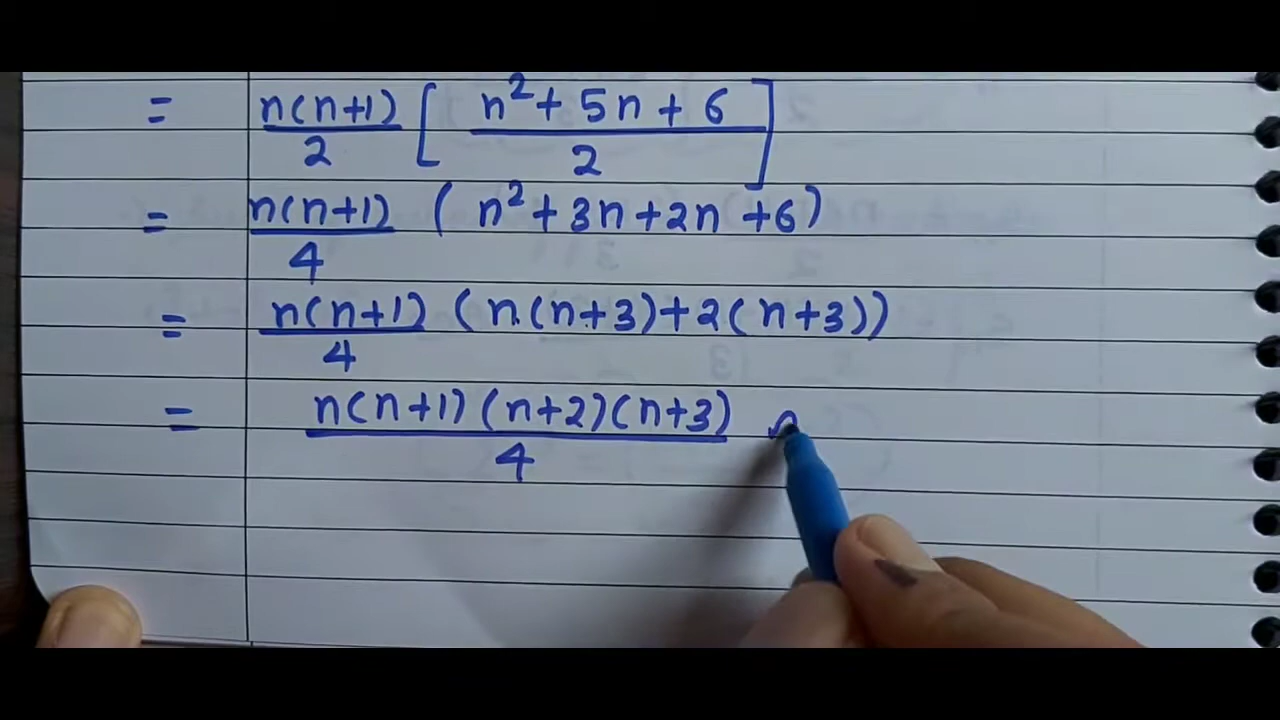 = n(n+1)/2 [ n²+5n+6/2 ]
= n(n+1)/4 ( n²+3n+2n+6)
= n(n+1)/4 (n.(n+3)+2(n+3))
= n(n+1)(n+2)(n+3)/4